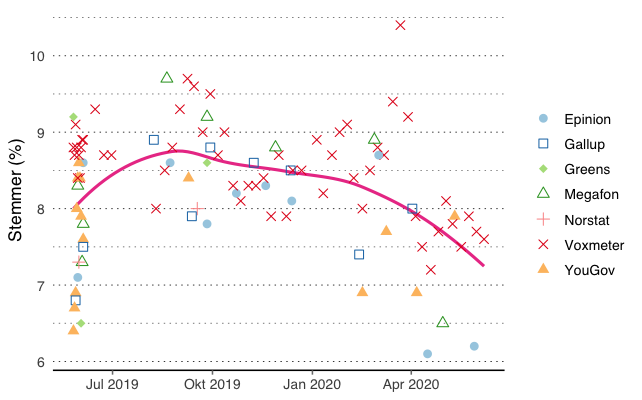 Stemmer (%)
10
9
8
7
6
Jul 2019
Okt 2019
Jan 2020
Apr 2020
Epinion
Gallup
Greens
Megafon
Norstat
Voxmeter
YouGov